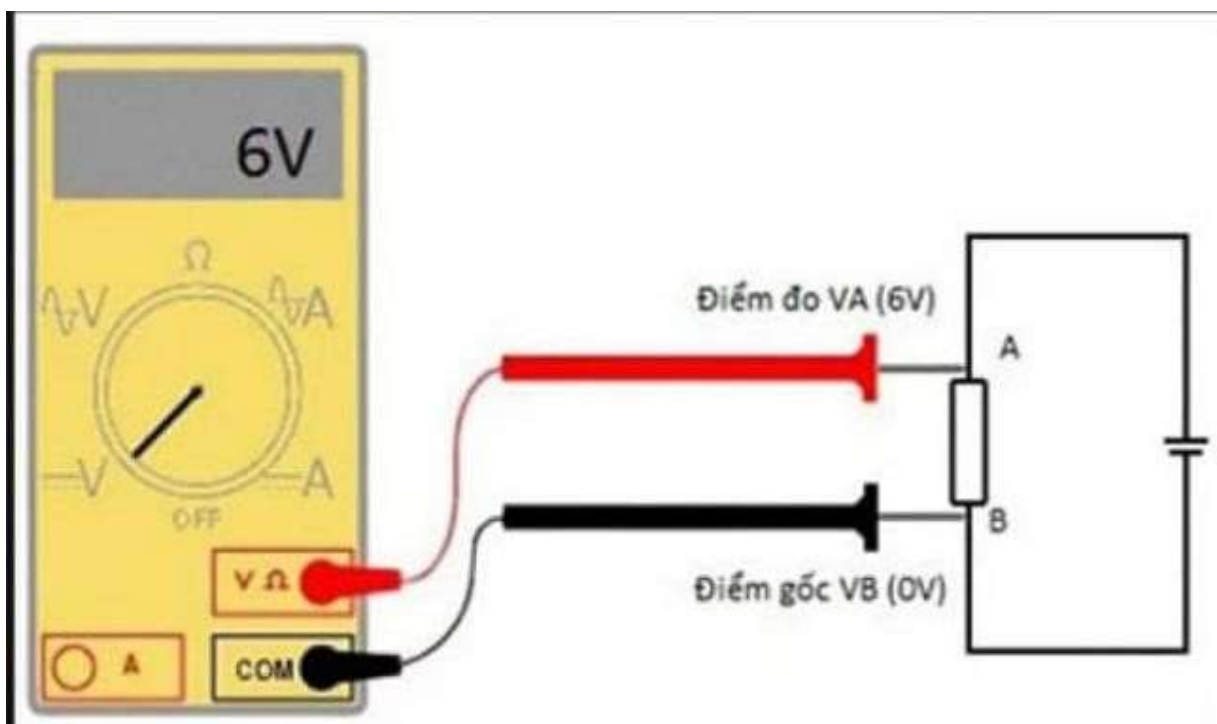 6V
Ω
V
A
V
A
OFF
V Ω
A
COM
Điểm đo VA (6V)
A
B
Điểm gốc VB (0V)